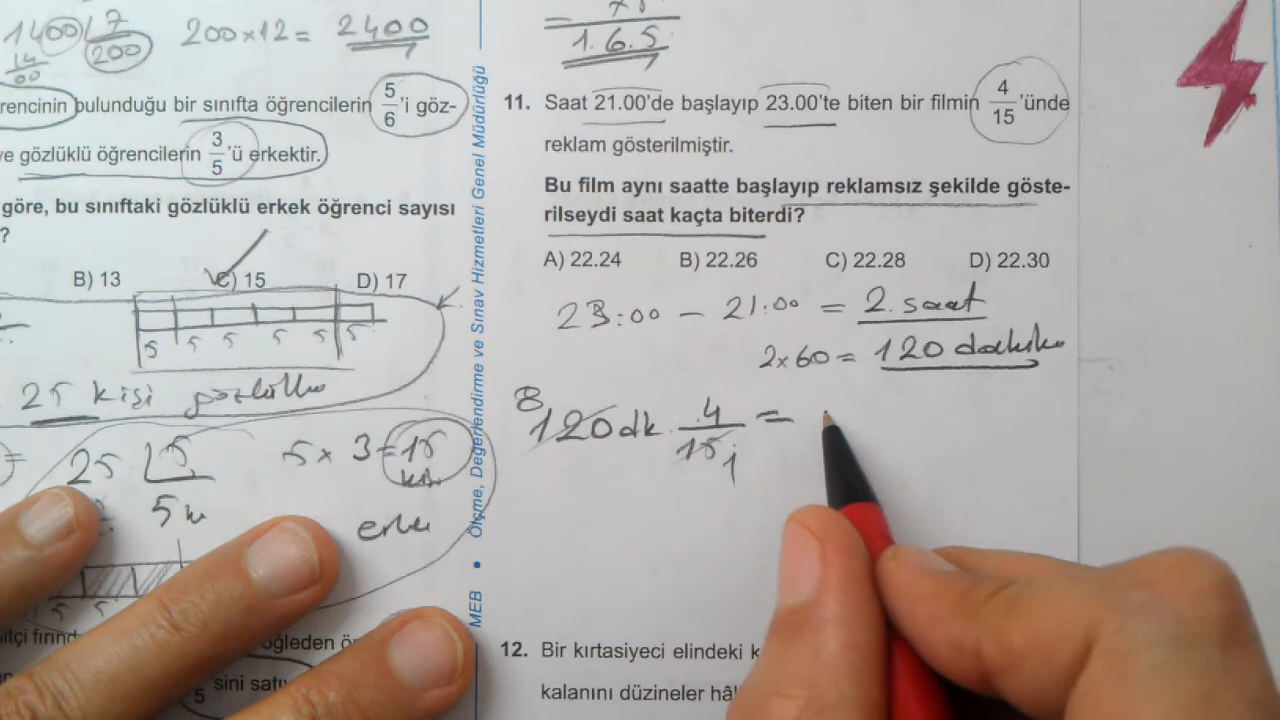 1400 7
14 200
00
200 x 12 = 2400
rencinin bulunduğu bir sınıfta öğrencilerin 5/6 'i göz-
ve gözlüklü öğrencilerin 3/5 'ü erkektir.
göre, bu sınıftaki gözlüklü erkek öğrenci sayısı
?
B) 13 C) 15 D) 17
5 5 5 5 5 5
25 kişi gözlüklü
= 25 5
5 x 3 = 15
5
5 5
öğleden
5 sini
MEB • Ölçme, Değerlendirme ve Sınav Hizmetleri Genel Müdürlüğü
1.6.5
11. Saat 21.00'de başlayıp 23.00'te biten bir filmin 4/15 'ünde
reklam gösterilmiştir.
Bu film aynı saatte başlayıp reklamsız şekilde göste-
rilseydi saat kaçta biterdi?
A) 22.24 B) 22.26 C) 22.28 D) 22.30
23:00 - 21:00 = 2 saat
2x60 = 120 dakika
8
120 dk . 4/15 =
1
12. Bir kırtasiyeci elindeki k
kalanını düzineler hâl